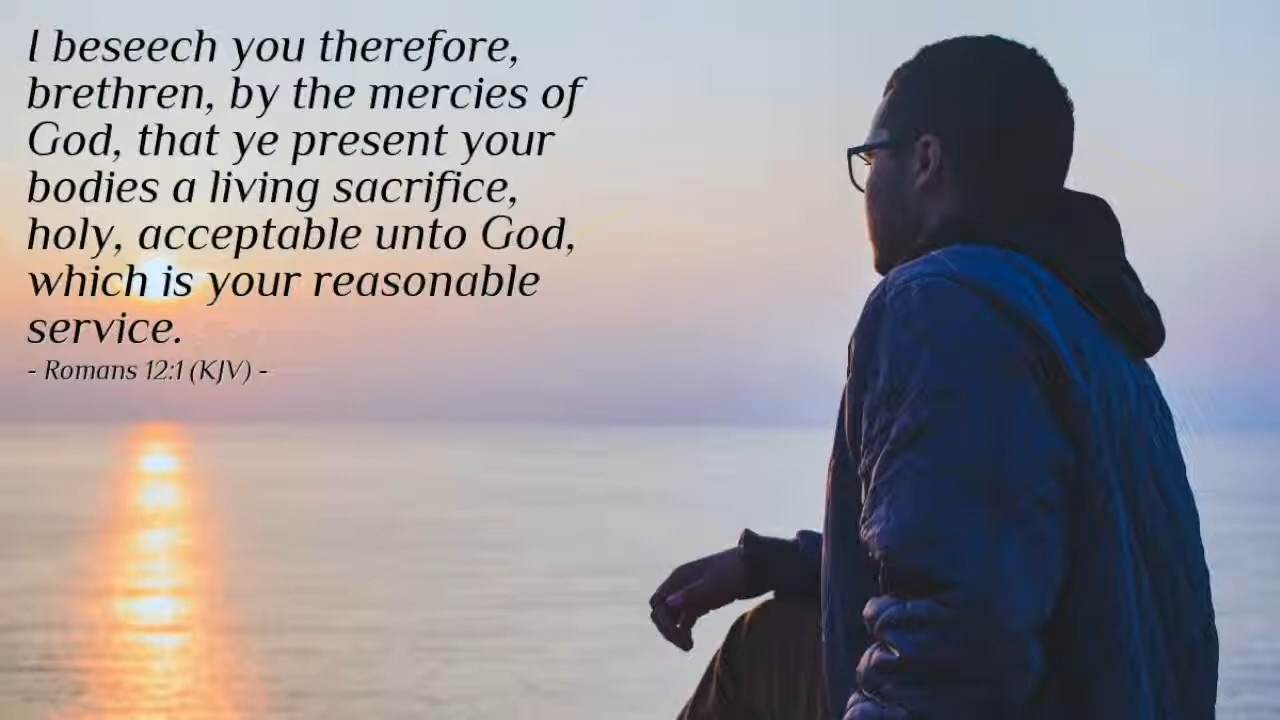 I beseech you therefore,
brethren, by the mercies of
God, that ye present your
bodies a living sacrifice,
holy, acceptable unto God,
which is your reasonable
service.
- Romans 12:1 (KJV) -